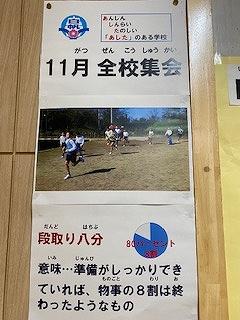 あんしん
しんらい
たのしい
「あした」のある学校
がつ ぜん こう しゅう かい
11月 全校集会
だんど はちぶ
段取り八分
80パーセント
8割
いみ じゅんび
意味…準備がしっかりでき
ものごと わり お
ていれば、物事の８割は終
わったようなもの